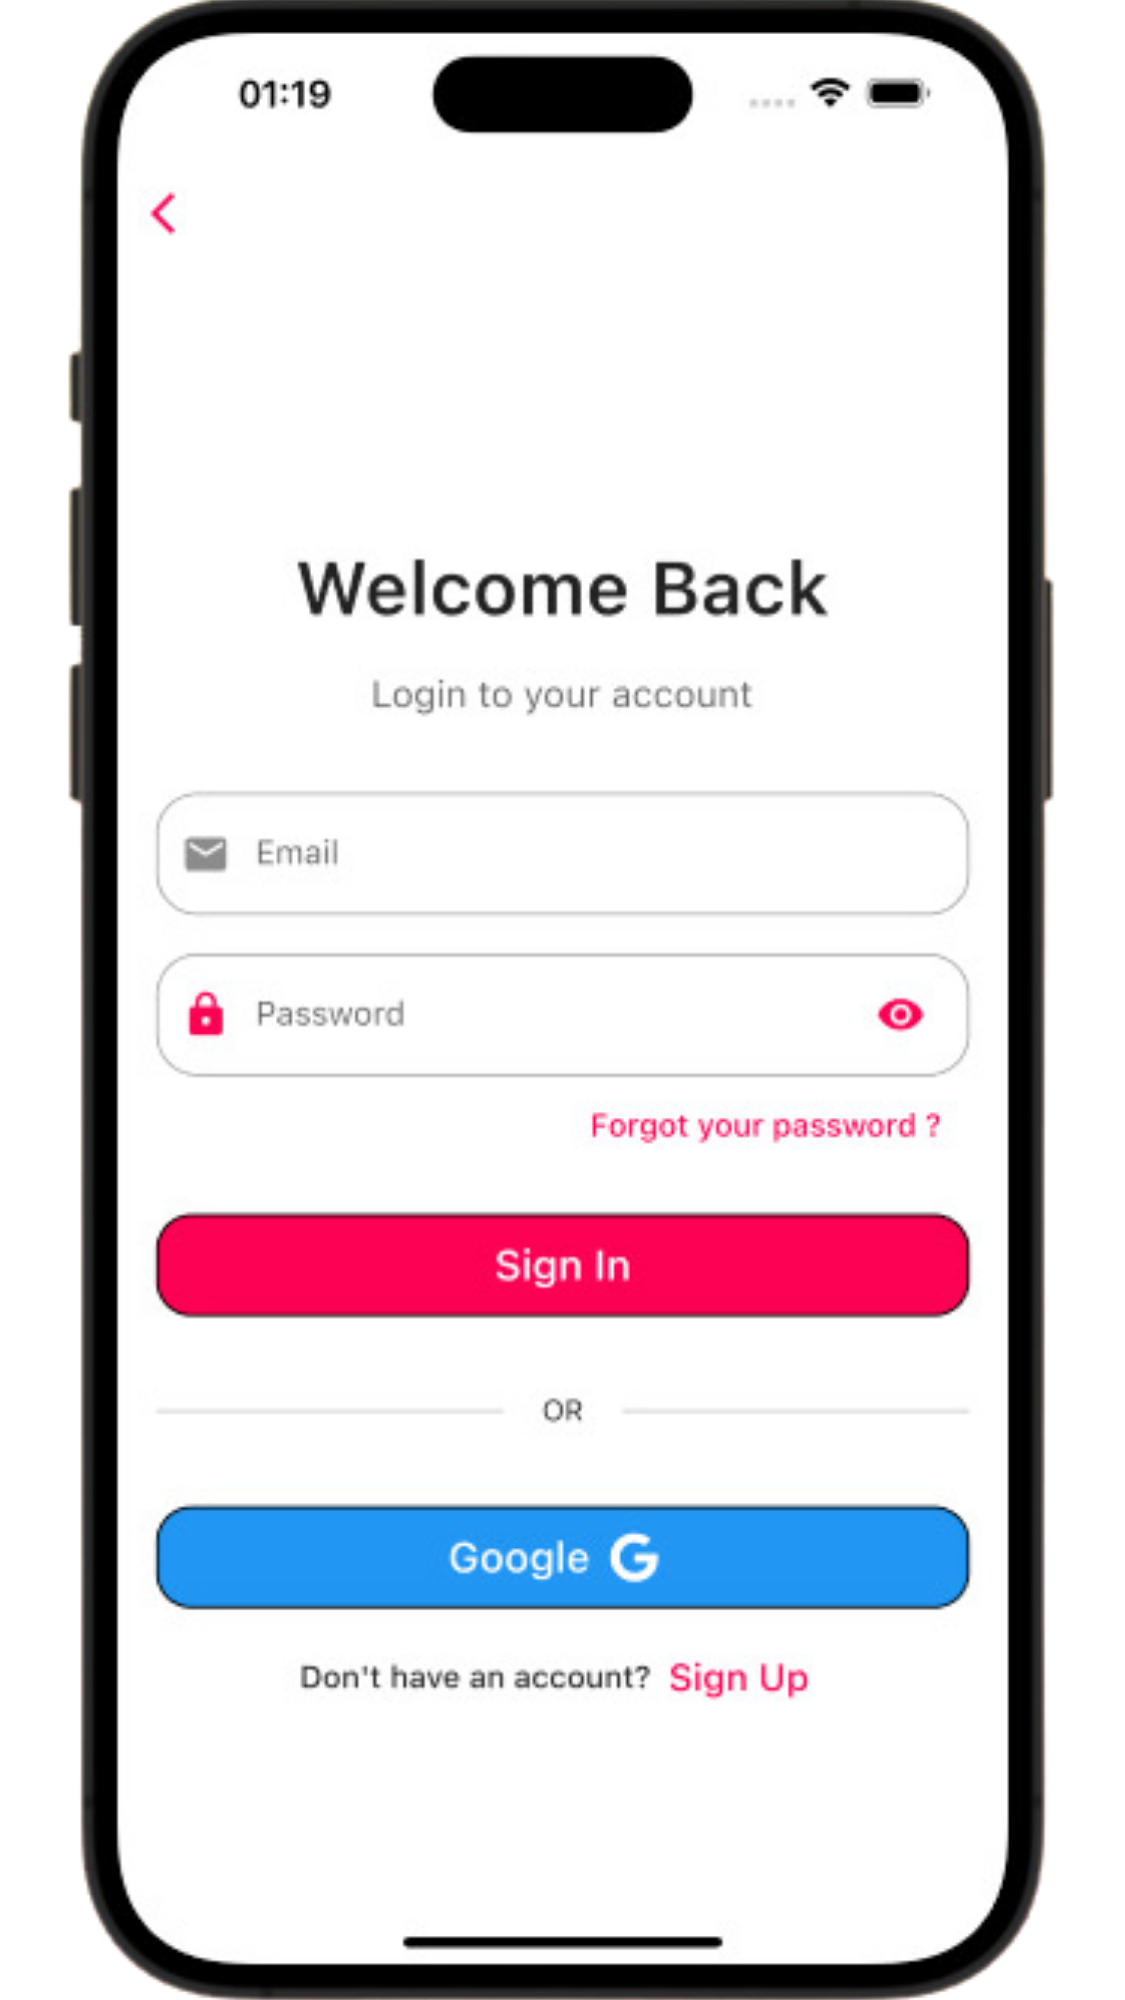 01:19
Welcome Back
Login to your account
Email
Password
Forgot your password ?
Sign In
OR
Google G
Don't have an account? Sign Up